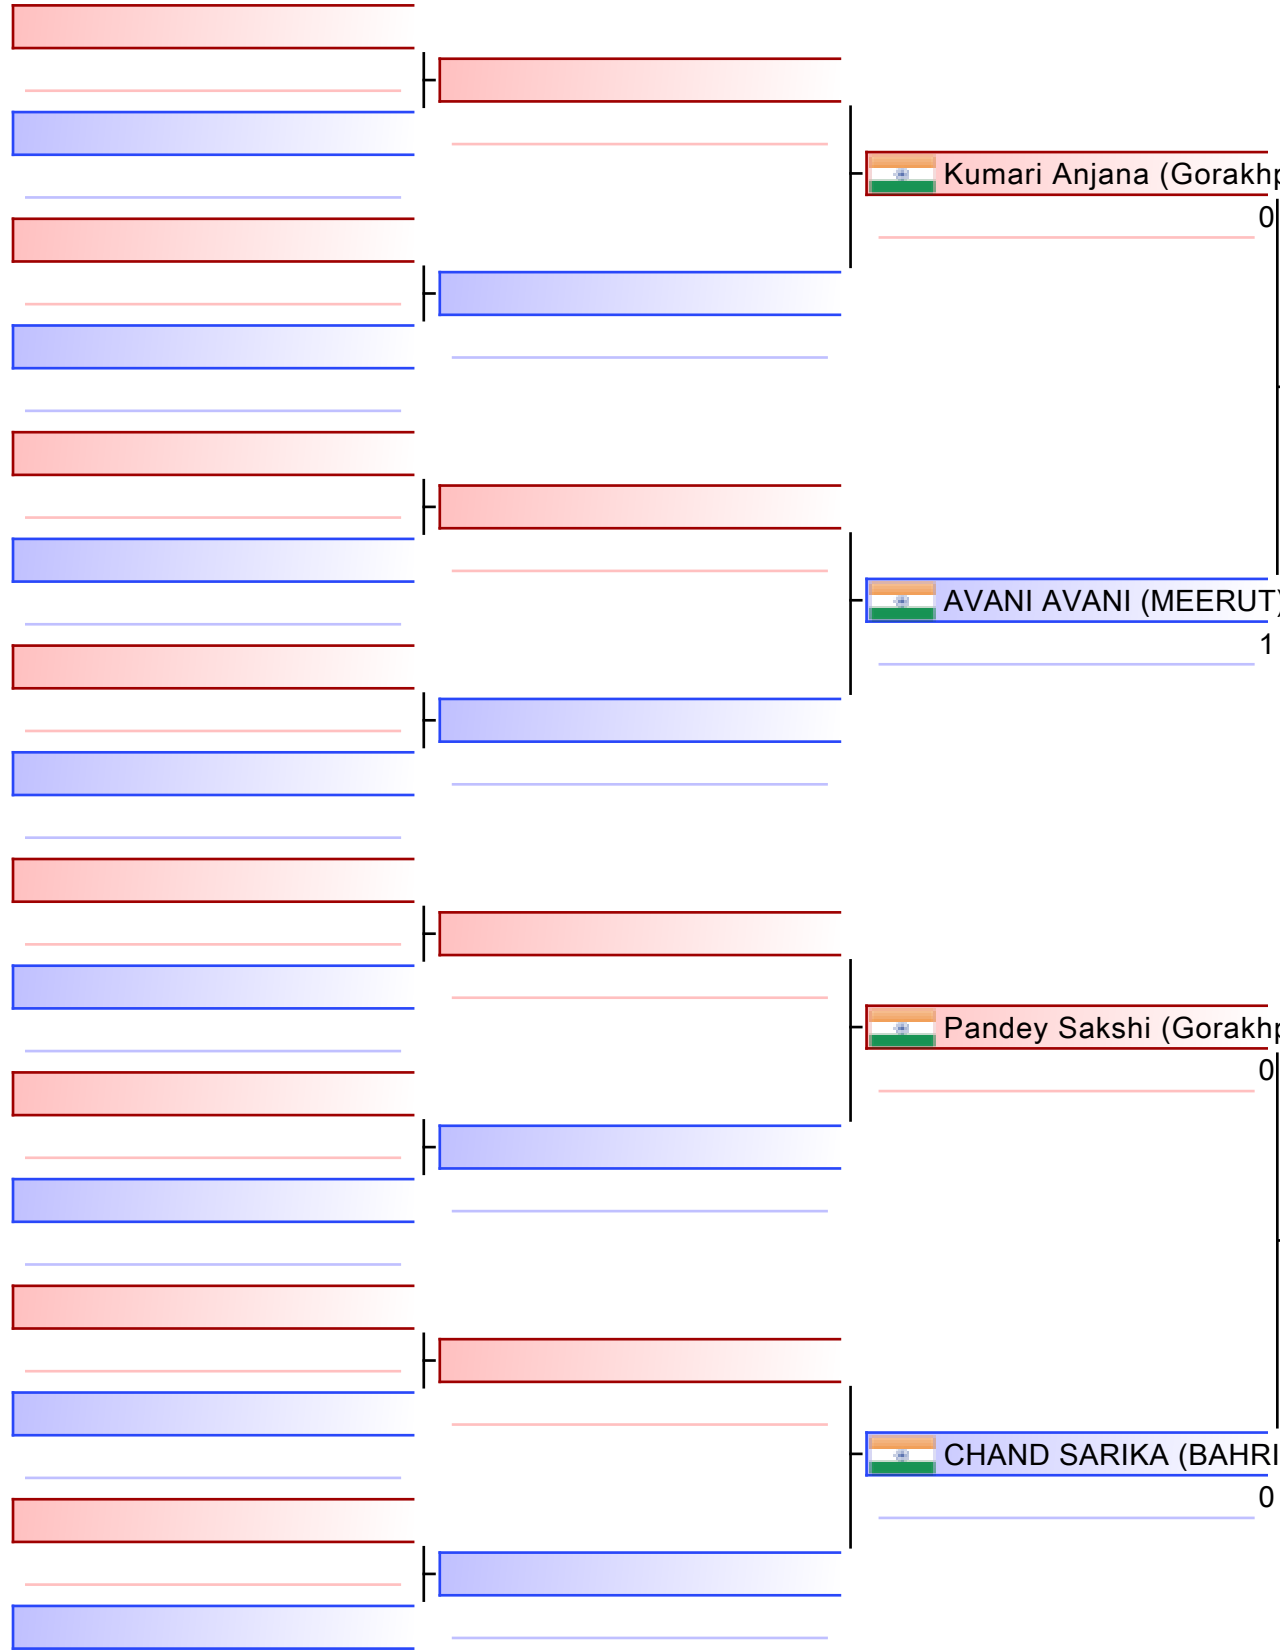 Kumari Anjana (Gorakhp
0
AVANI AVANI (MEERUT)
1
Pandey Sakshi (Gorakhp
0
CHAND SARIKA (BAHRI
0